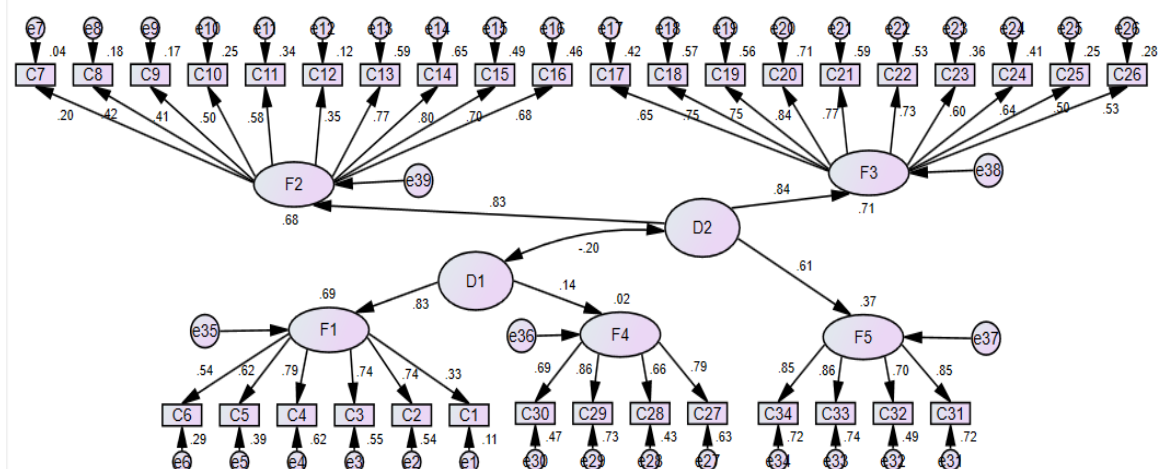 e7 e8 e9 e10 e11 e12 e13 e14 e15 e16 e17 e18 e19 e20 e21 e22 e23 e24 e25 e26
.04 .18 .17 .25 .34 .12 .59 .65 .49 .46 .42 .57 .56 .71 .59 .53 .36 .41 .25 .28
C7 C8 C9 C10 C11 C12 C13 C14 C15 C16 C17 C18 C19 C20 C21 C22 C23 C24 C25 C26
.20 .42 .41 .50 .58 .35 .77 .80 .70 .68 .65 .75 .75 .84 .77 .73 .60 .64 .50 .53
F2 e39 F3 e38
.68 .83 .84 .71
D2
-.20
D1 .61
.69 .83 .14 .02 .37
e35 F1 e36 F4 F5 e37
.54 .62 .79 .74 .74 .33 .69 .86 .66 .79 .85 .86 .70 .85
C6 C5 C4 C3 C2 C1 C30 C29 C28 C27 C34 C33 C32 C31
.29 .39 .62 .55 .54 .11 .47 .73 .43 .63 .72 .74 .49 .72
e6 e5 e4 e3 e2 e1 e30 e29 e28 e27 e34 e33 e32 e31